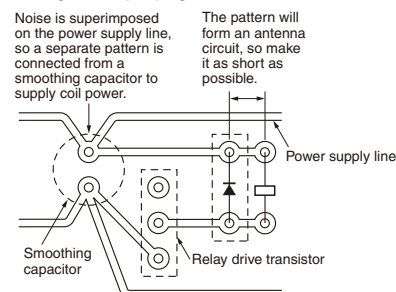 Noise is superimposed
on the power supply line,
so a separate pattern is
connected from a
smoothing capacitor to
supply coil power.
The pattern will
form an antenna
circuit, so make
it as short as
possible.
Power supply line
Smoothing
capacitor
Relay drive transistor